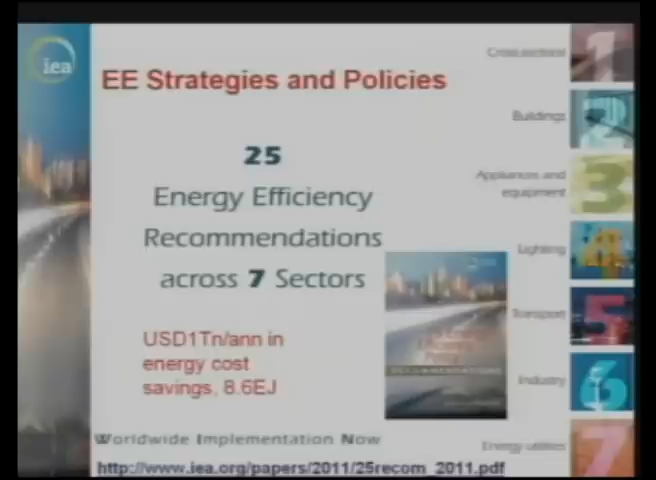 iea
EE Strategies and Policies
25
Energy Efficiency
Recommendations
across 7 Sectors
USD1Tn/ann in
energy cost
savings, 8.6EJ
Worldwide Implementation Now
http://www.iea.org/papers/2011/25recom_2011.pdf
Cross-sectoral
1
Buildings
2
Appliances and
equipment
3
Lighting
4
Transport
5
Industry
6
Energy utilities
7
RECOMMENDATIONS